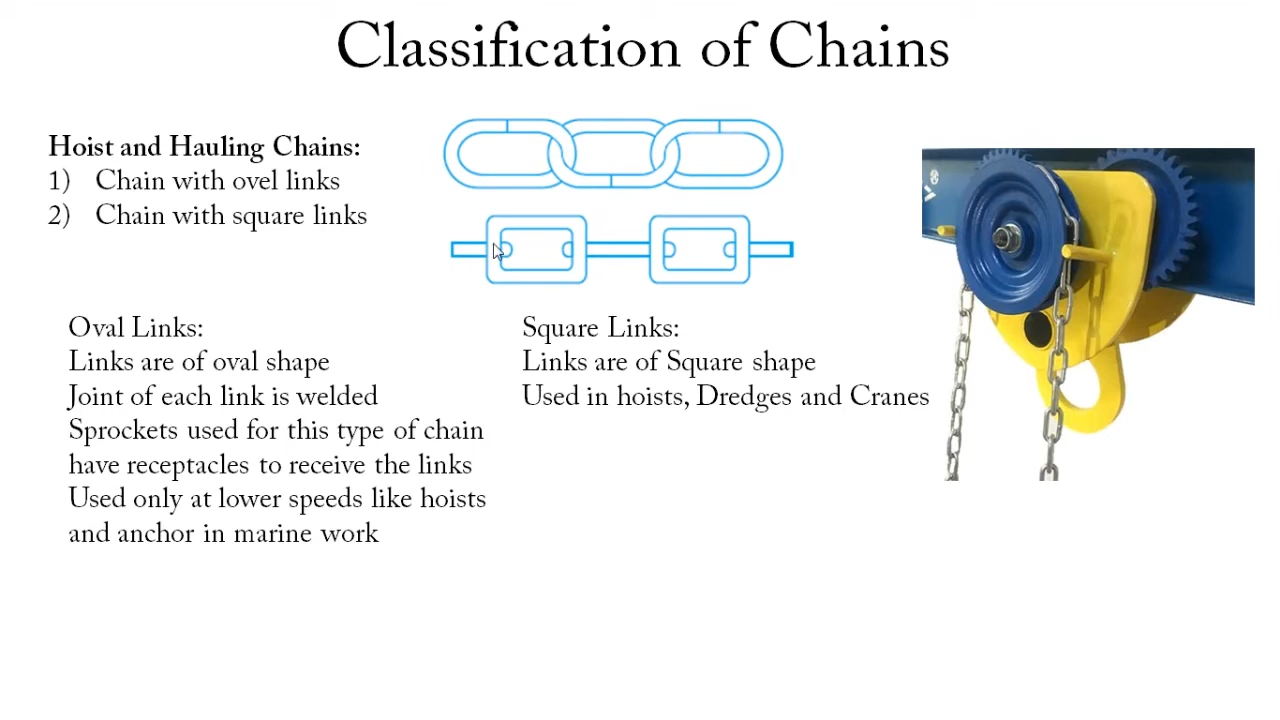 Classification of Chains
Hoist and Hauling Chains:
1) Chain with ovel links
2) Chain with square links
Oval Links:
Links are of oval shape
Joint of each link is welded
Sprockets used for this type of chain
have receptacles to receive the links
Used only at lower speeds like hoists
and anchor in marine work
Square Links:
Links are of Square shape
Used in hoists, Dredges and Cranes